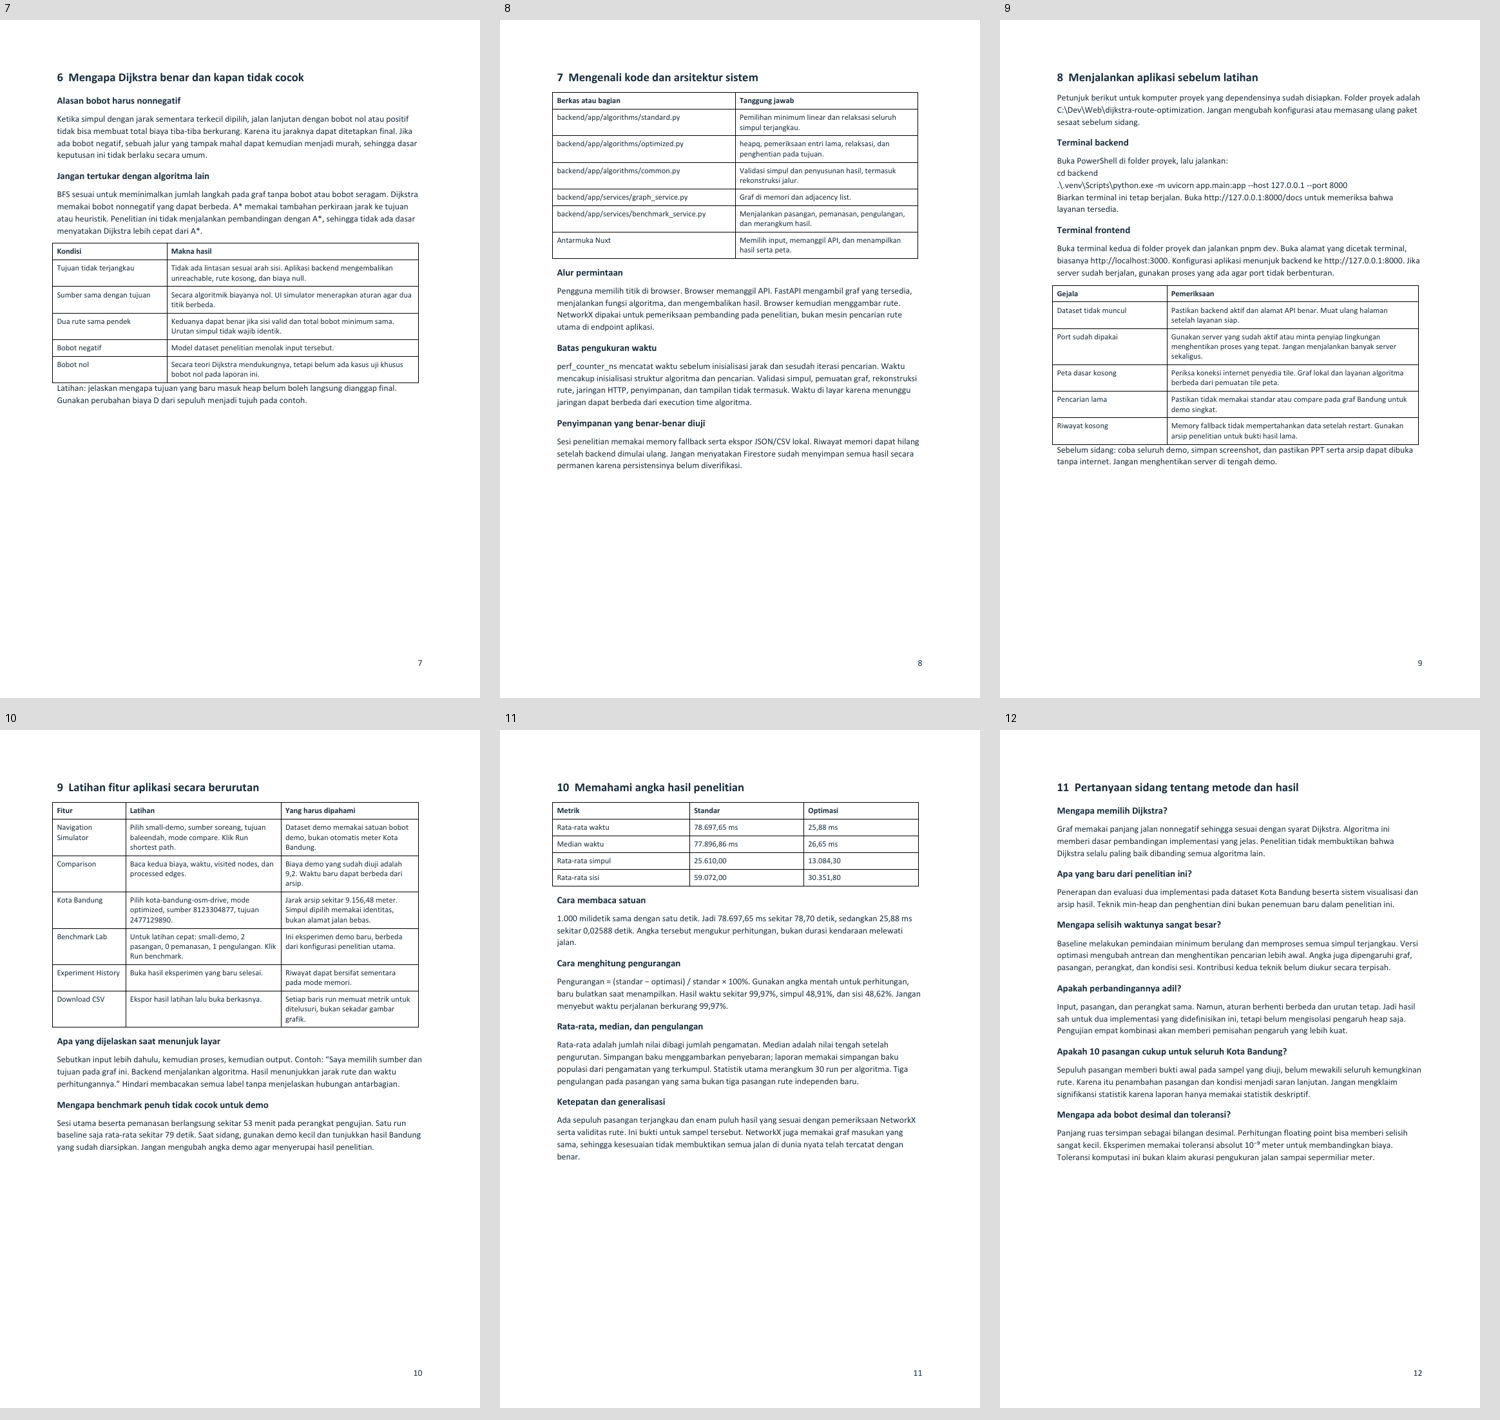 7
6 Mengapa Dijkstra benar dan kapan tidak cocok
Alasan bobot harus nonnegatif
Ketika simpul dengan jarak sementara terkecil dipilih, jalan lanjutan dengan bobot nol atau positif
tidak bisa membuat total biaya tiba-tiba berkurang. Karena itu jaraknya dapat ditetapkan final. Jika
ada bobot negatif, sebuah jalur yang tampak mahal dapat kemudian menjadi murah, sehingga dasar
keputusan ini tidak berlaku secara umum.
Jangan tertukar dengan algoritma lain
BFS sesuai untuk meminimalkan jumlah langkah pada graf tanpa bobot atau bobot seragam. Dijkstra
memakai bobot nonnegatif yang dapat berbeda. A* memakai tambahan perkiraan jarak ke tujuan
atau heuristik. Penelitian ini tidak menjalankan pembandingan dengan A*, sehingga tidak ada dasar
menyatakan Dijkstra lebih cepat dari A*.
Kondisi Makna hasil
Tujuan tidak terjangkau Tidak ada lintasan sesuai arah sisi. Aplikasi backend mengembalikan
unreachable, rute kosong, dan biaya null.
Sumber sama dengan tujuan Secara algoritmik biayanya nol. UI simulator menerapkan aturan agar dua
titik berbeda.
Dua rute sama pendek Keduanya dapat benar jika sisi valid dan total bobot minimum sama.
Urutan simpul tidak wajib identik.
Bobot negatif Model dataset penelitian menolak input tersebut.
Bobot nol Secara teori Dijkstra mendukungnya, tetapi belum ada kasus uji khusus
bobot nol pada laporan ini.
Latihan: jelaskan mengapa tujuan yang baru masuk heap belum boleh langsung dianggap final.
Gunakan perubahan biaya D dari sepuluh menjadi tujuh pada contoh.
7
8
7 Mengenali kode dan arsitektur sistem
Berkas atau bagian Tanggung jawab
backend/app/algorithms/standard.py Pemilihan minimum linear dan relaksasi seluruh
simpul terjangkau.
backend/app/algorithms/optimized.py heapq, pemeriksaan entri lama, relaksasi, dan
penghentian pada tujuan.
backend/app/algorithms/common.py Validasi simpul dan penyusunan hasil, termasuk
rekonstruksi jalur.
backend/app/services/graph_service.py Graf di memori dan adjacency list.
backend/app/services/benchmark_service.py Menjalankan pasangan, pemanasan, pengulangan,
dan merangkum hasil.
Antarmuka Nuxt Memilih input, memanggil API, dan menampilkan
hasil serta peta.
Alur permintaan
Pengguna memilih titik di browser. Browser memanggil API. FastAPI mengambil graf yang tersedia,
menjalankan fungsi algoritma, dan mengembalikan hasil. Browser kemudian menggambar rute.
NetworkX dipakai untuk pemeriksaan pembanding pada penelitian, bukan mesin pencarian rute
utama di endpoint aplikasi.
Batas pengukuran waktu
perf_counter_ns mencatat waktu sebelum inisialisasi jarak dan sesudah iterasi pencarian. Waktu
mencakup inisialisasi struktur algoritma dan pencarian. Validasi simpul, pemuatan graf, rekonstruksi
rute, jaringan HTTP, penyimpanan, dan tampilan tidak termasuk. Waktu di layar karena menunggu
jaringan dapat berbeda dari execution time algoritma.
Penyimpanan yang benar-benar diuji
Sesi penelitian memakai memory fallback serta ekspor JSON/CSV lokal. Riwayat memori dapat hilang
setelah backend dimulai ulang. Jangan menyatakan Firestore sudah menyimpan semua hasil secara
permanen karena persistensinya belum diverifikasi.
8
9
8 Menjalankan aplikasi sebelum latihan
Petunjuk berikut untuk komputer proyek yang dependensinya sudah disiapkan. Folder proyek adalah
C:\Dev\Web\dijkstra-route-optimization. Jangan mengubah konfigurasi atau memasang ulang paket
sesaat sebelum sidang.
Terminal backend
Buka PowerShell di folder proyek, lalu jalankan:
cd backend
.\.venv\Scripts\python.exe -m uvicorn app.main:app --host 127.0.0.1 --port 8000
Biarkan terminal ini tetap berjalan. Buka http://127.0.0.1:8000/docs untuk memeriksa bahwa
layanan tersedia.
Terminal frontend
Buka terminal kedua di folder proyek dan jalankan pnpm dev. Buka alamat yang dicetak terminal,
biasanya http://localhost:3000. Konfigurasi aplikasi menunjuk backend ke http://127.0.0.1:8000. Jika
server sudah berjalan, gunakan proses yang ada agar port tidak berbenturan.
Gejala Pemeriksaan
Dataset tidak muncul Pastikan backend aktif dan alamat API benar. Muat ulang halaman
setelah layanan siap.
Port sudah dipakai Gunakan server yang sudah aktif atau minta penyiap lingkungan
menghentikan proses yang tepat. Jangan menjalankan banyak server
sekaligus.
Peta dasar kosong Periksa koneksi internet penyedia tile. Graf lokal dan layanan algoritma
berbeda dari pemuatan tile peta.
Pencarian lama Pastikan tidak memakai standar atau compare pada graf Bandung untuk
demo singkat.
Riwayat kosong Memory fallback tidak mempertahankan data setelah restart. Gunakan
arsip penelitian untuk bukti hasil lama.
Sebelum sidang: coba seluruh demo, simpan screenshot, dan pastikan PPT serta arsip dapat dibuka
tanpa internet. Jangan menghentikan server di tengah demo.
9
10
9 Latihan fitur aplikasi secara berurutan
Fitur Latihan Yang harus dipahami
Navigation
Simulator Pilih small-demo, sumber soreang, tujuan
baleendah, mode compare. Klik Run
shortest path. Dataset demo memakai satuan bobot
demo, bukan otomatis meter Kota
Bandung.
Comparison Baca kedua biaya, waktu, visited nodes, dan
processed edges. Biaya demo yang sudah diuji adalah
9,2. Waktu baru dapat berbeda dari
arsip.
Kota Bandung Pilih kota-bandung-osm-drive, mode
optimized, sumber 8123304877, tujuan
2477129890. Jarak arsip sekitar 9.156,48 meter.
Simpul dipilih memakai identitas,
bukan alamat jalan bebas.
Benchmark Lab Untuk latihan cepat: small-demo, 2
pasangan, 0 pemanasan, 1 pengulangan. Klik
Run benchmark. Ini eksperimen demo baru, berbeda
dari konfigurasi penelitian utama.
Experiment History Buka hasil eksperimen yang baru selesai. Riwayat dapat bersifat sementara
pada mode memori.
Download CSV Ekspor hasil latihan lalu buka berkasnya. Setiap baris run memuat metrik untuk
ditelusuri, bukan sekadar gambar
grafik.
Apa yang dijelaskan saat menunjuk layar
Sebutkan input lebih dahulu, kemudian proses, kemudian output. Contoh: “Saya memilih sumber dan
tujuan pada graf ini. Backend menjalankan algoritma. Hasil menunjukkan jarak rute dan waktu
perhitungannya.” Hindari membacakan semua label tanpa menjelaskan hubungan antarbagian.
Mengapa benchmark penuh tidak cocok untuk demo
Sesi utama beserta pemanasan berlangsung sekitar 53 menit pada perangkat pengujian. Satu run
baseline saja rata-rata sekitar 79 detik. Saat sidang, gunakan demo kecil dan tunjukkan hasil Bandung
yang sudah diarsipkan. Jangan mengubah angka demo agar menyerupai hasil penelitian.
10
11
10 Memahami angka hasil penelitian
Metrik Standar Optimasi
Rata-rata waktu 78.697,65 ms 25,88 ms
Median waktu 77.896,86 ms 26,65 ms
Rata-rata simpul 25.610,00 13.084,30
Rata-rata sisi 59.072,00 30.351,80
Cara membaca satuan
1.000 milidetik sama dengan satu detik. Jadi 78.697,65 ms sekitar 78,70 detik, sedangkan 25,88 ms
sekitar 0,02588 detik. Angka tersebut mengukur perhitungan, bukan durasi kendaraan melewati
jalan.
Cara menghitung pengurangan
Pengurangan = (standar − optimasi) / standar × 100%. Gunakan angka mentah untuk perhitungan,
baru bulatkan saat menampilkan. Hasil waktu sekitar 99,97%, simpul 48,91%, dan sisi 48,62%. Jangan
menyebut waktu perjalanan berkurang 99,97%.
Rata-rata, median, dan pengulangan
Rata-rata adalah jumlah nilai dibagi jumlah pengamatan. Median adalah nilai tengah setelah
pengurutan. Simpangan baku menggambarkan penyebaran; laporan memakai simpangan baku
populasi dari pengamatan yang terkumpul. Statistik utama merangkum 30 run per algoritma. Tiga
pengulangan pada pasangan yang sama bukan tiga pasangan rute independen baru.
Ketepatan dan generalisasi
Ada sepuluh pasangan terjangkau dan enam puluh hasil yang sesuai dengan pemeriksaan NetworkX
serta validitas rute. Ini bukti untuk sampel tersebut. NetworkX juga memakai graf masukan yang
sama, sehingga kesesuaian tidak membuktikan semua jalan di dunia nyata telah tercatat dengan
benar.
11
12
11 Pertanyaan sidang tentang metode dan hasil
Mengapa memilih Dijkstra?
Graf memakai panjang jalan nonnegatif sehingga sesuai dengan syarat Dijkstra. Algoritma ini
memberi dasar pembandingan implementasi yang jelas. Penelitian tidak membuktikan bahwa
Dijkstra selalu paling baik dibanding semua algoritma lain.
Apa yang baru dari penelitian ini?
Penerapan dan evaluasi dua implementasi pada dataset Kota Bandung beserta sistem visualisasi dan
arsip hasil. Teknik min-heap dan penghentian dini bukan penemuan baru dalam penelitian ini.
Mengapa selisih waktunya sangat besar?
Baseline melakukan pemindaian minimum berulang dan memproses semua simpul terjangkau. Versi
optimasi mengubah antrean dan menghentikan pencarian lebih awal. Angka juga dipengaruhi graf,
pasangan, perangkat, dan kondisi sesi. Kontribusi kedua teknik belum diukur secara terpisah.
Apakah perbandingannya adil?
Input, pasangan, dan perangkat sama. Namun, aturan berhenti berbeda dan urutan tetap. Jadi hasil
sah untuk dua implementasi yang didefinisikan ini, tetapi belum mengisolasi pengaruh heap saja.
Pengujian empat kombinasi akan memberi pemisahan pengaruh yang lebih kuat.
Apakah 10 pasangan cukup untuk seluruh Kota Bandung?
Sepuluh pasangan memberi bukti awal pada sampel yang diuji, belum mewakili seluruh kemungkinan
rute. Karena itu penambahan pasangan dan kondisi menjadi saran lanjutan. Jangan mengklaim
signifikansi statistik karena laporan hanya memakai statistik deskriptif.
Mengapa ada bobot desimal dan toleransi?
Panjang ruas tersimpan sebagai bilangan desimal. Perhitungan floating point bisa memberi selisih
sangat kecil. Eksperimen memakai toleransi absolut 10⁻⁹ meter untuk membandingkan biaya.
Toleransi komputasi ini bukan klaim akurasi pengukuran jalan sampai sepermiliar meter.
12